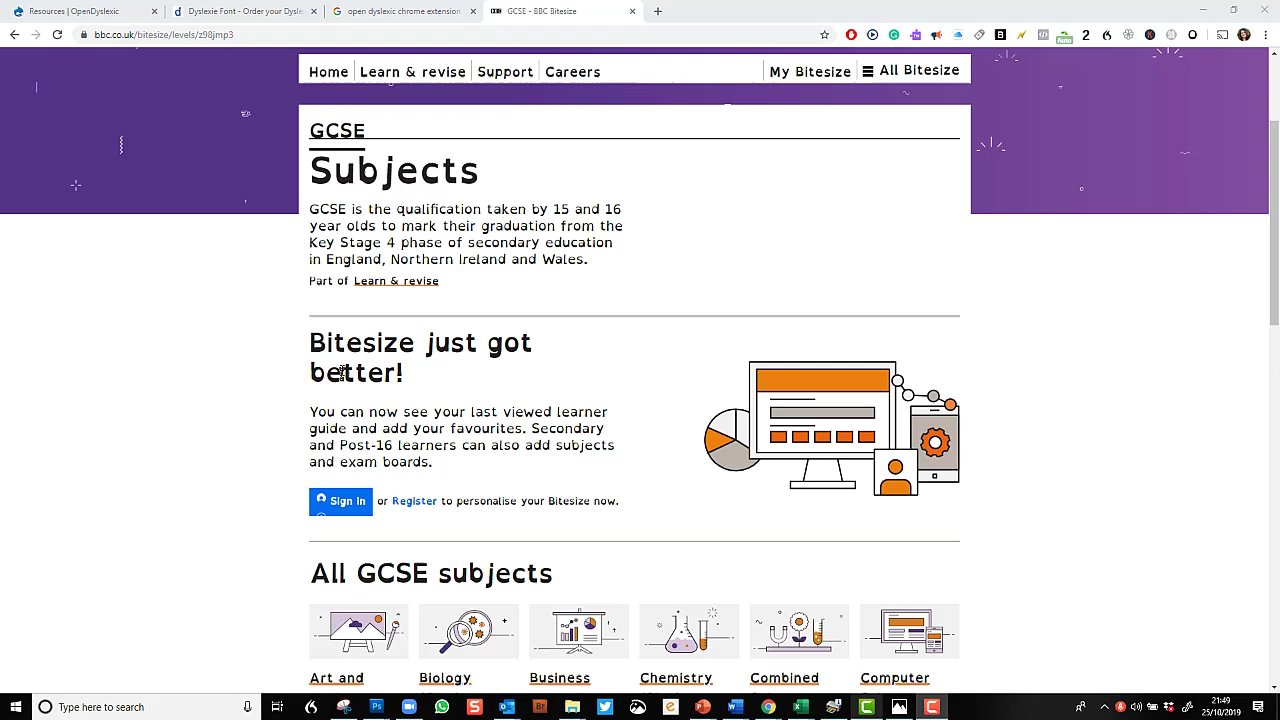 Resources | OpenDyslexic
Dyslexie Font - Order your Dysle
open dyslexic chrome extension
GCSE - BBC Bitesize
bbc.co.uk/bitesize/levels/z98jmp3
Home
Learn & revise
Support
Careers
My Bitesize
All Bitesize
GCSE
Subjects
GCSE is the qualification taken by 15 and 16
year olds to mark their graduation from the
Key Stage 4 phase of secondary education
in England, Northern Ireland and Wales.
Part of Learn & revise
Bitesize just got
better!
You can now see your last viewed learner
guide and add your favourites. Secondary
and Post-16 learners can also add subjects
and exam boards.
Sign in or Register to personalise your Bitesize now.
All GCSE subjects
Art and
Biology
Business
Chemistry
Combined
Computer
Type here to search
21:49
25/10/2019